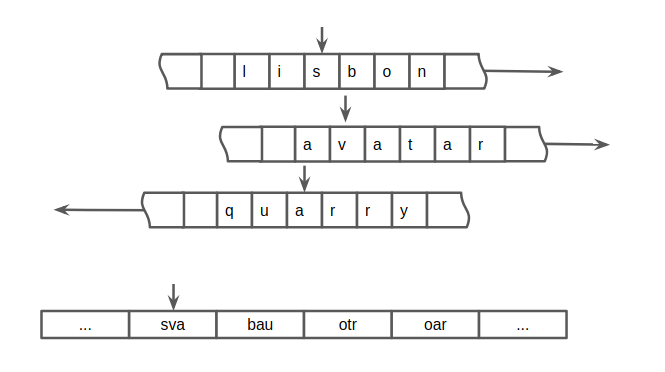 l i s b o n
a v a t a r
q u a r r y
... sva bau otr oar ...